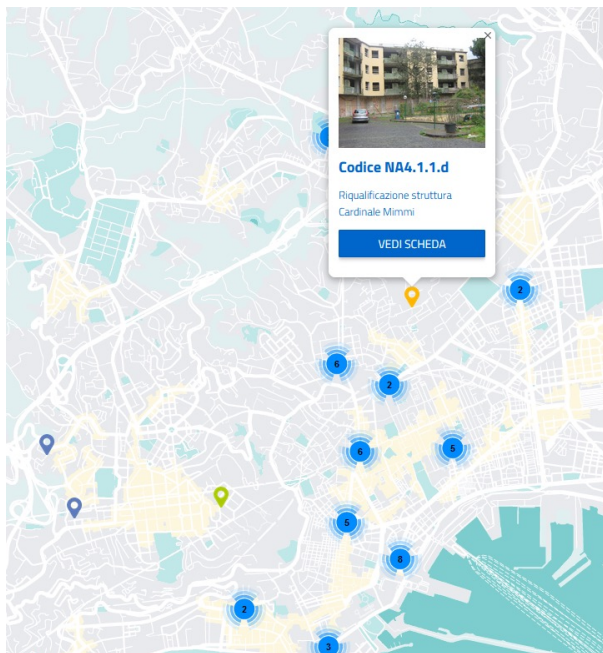 ×
Codice NA4.1.1.d
Riqualificazione struttura
Cardinale Mimmi
VEDI SCHEDA
2
6
2
6
5
5
8
2
3